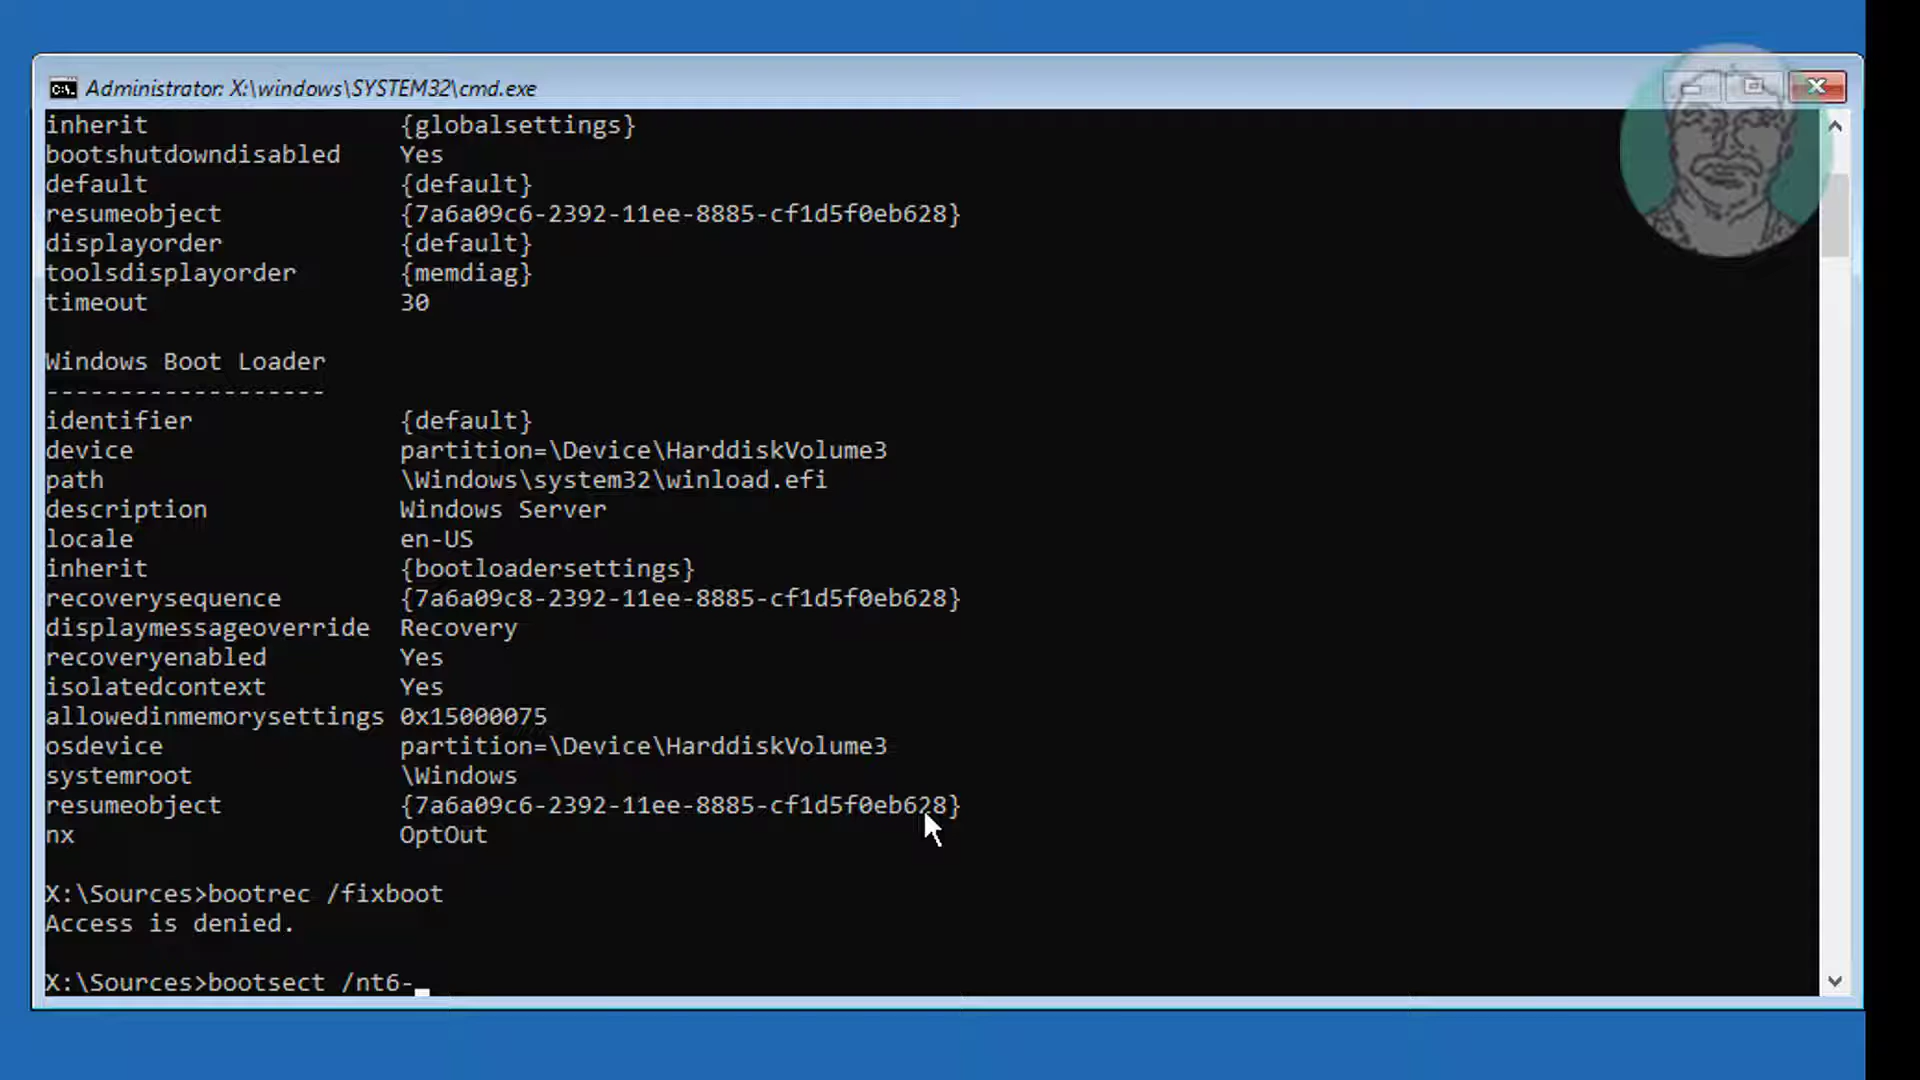 Administrator: X:\windows\SYSTEM32\cmd.exe
inherit {globalsettings}
bootshutdowndisabled Yes
default {default}
resumeobject {7a6a09c6-2392-11ee-8885-cf1d5f0eb628}
displayorder {default}
toolsdisplayorder {memdiag}
timeout 30
Windows Boot Loader
-------------------
identifier {default}
device partition=\Device\HarddiskVolume3
path \Windows\system32\winload.efi
description Windows Server
locale en-US
inherit {bootloadersettings}
recoverysequence {7a6a09c8-2392-11ee-8885-cf1d5f0eb628}
displaymessageoverride Recovery
recoveryenabled Yes
isolatedcontext Yes
allowedinmemorysettings 0x15000075
osdevice partition=\Device\HarddiskVolume3
systemroot \Windows
resumeobject {7a6a09c6-2392-11ee-8885-cf1d5f0eb628}
nx OptOut
X:\Sources>bootrec /fixboot
Access is denied.
X:\Sources>bootsect /nt6-